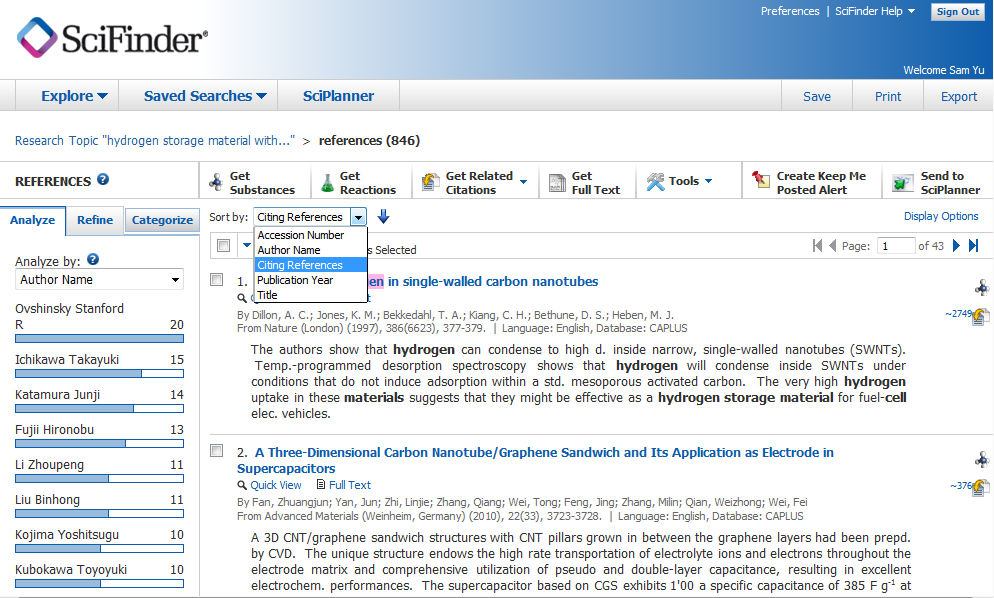 SciFinder®
Preferences | SciFinder Help Sign Out
Welcome Sam Yu
Explore Saved Searches SciPlanner Save Print Export
Research Topic "hydrogen storage material with..." > references (846)
REFERENCES ?
Get Substances
Get Reactions
Get Related Citations
Get Full Text
Tools
Create Keep Me Posted Alert
Send to SciPlanner
Analyze Refine Categorize
Analyze by: ?
Author Name
Ovshinsky Stanford
R 20
Ichikawa Takayuki 15
Katamura Junji 14
Fujii Hironobu 13
Li Zhoupeng 11
Liu Binhong 11
Kojima Yoshitsugu 10
Kubokawa Toyoyuki 10
Sort by: Citing References
Display Options
Accession Number
Author Name
Citing References
Publication Year
Title
s Selected
Page: 1 of 43
1. en in single-walled carbon nanotubes
By Dillon, A. C.; Jones, K. M.; Bekkedahl, T. A.; Kiang, C. H.; Bethune, D. S.; Heben, M. J.
From Nature (London) (1997), 386(6623), 377-379. | Language: English, Database: CAPLUS
~2749
The authors show that hydrogen can condense to high d. inside narrow, single-walled nanotubes (SWNTs).
Temp.-programmed desorption spectroscopy shows that hydrogen will condense inside SWNTs under
conditions that do not induce adsorption within a std. mesoporous activated carbon. The very high hydrogen
uptake in these materials suggests that they might be effective as a hydrogen storage material for fuel-cell
elec. vehicles.
2. A Three-Dimensional Carbon Nanotube/Graphene Sandwich and Its Application as Electrode in
Supercapacitors
Quick View Full Text
~376
By Fan, Zhuangjun; Yan, Jun; Zhi, Linjie; Zhang, Qiang; Wei, Tong; Feng, Jing; Zhang, Milin; Qian, Weizhong; Wei, Fei
From Advanced Materials (Weinheim, Germany) (2010), 22(33), 3723-3728. | Language: English, Database: CAPLUS
A 3D CNT/graphene sandwich structures with CNT pillars grown in between the graphene layers had been prepd.
by CVD. The unique structure endows the high rate transportation of electrolyte ions and electrons throughout the
electrode matrix and comprehensive utilization of pseudo and double-layer capacitance, resulting in excellent
electrochem. performances. The supercapacitor based on CGS exhibits 1'00 a specific capacitance of 385 F g-1 at